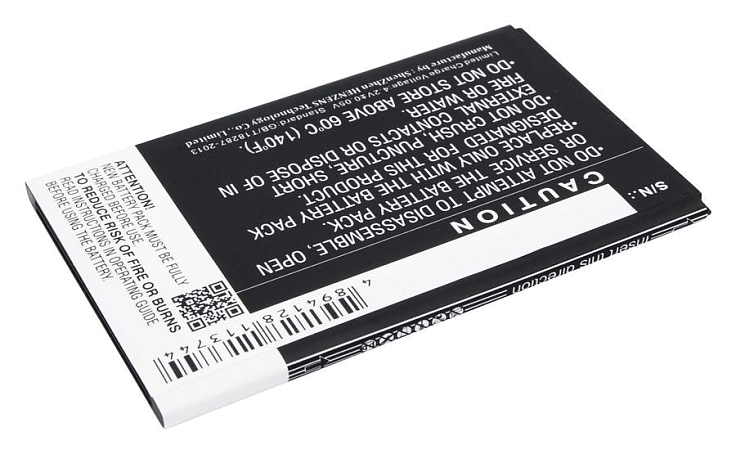 S/N.:
CAUTION
•DO NOT ATTEMPT TO DISASSEMBLE, OPEN
OR SERVICE THE BATTERY PACK.
•REPLACE ONLY WITH THE BATTERY PACK
DESIGNATED FOR THIS PRODUCT.
•DO NOT CRUSH, PUNCTURE, SHORT
EXTERNAL CONTACTS OR DISPOSE OF IN
FIRE OR WATER.
•DO NOT STORE ABOVE 60°C (140°F).
Manufacture by: ShenZhen HENZENS Technology Co., Limited
Limited Charge Voltage 4.2V±0.05V Standard GB/T18287-2013
ATTENTION:
NEW BATTERY PACK MUST BE FULLY
CHARGED BEFORE USE.
TO REDUCE RISK OF FIRE OR BURNS
READ INSTRUCTIONS IN OPERATING GUIDE
BEFORE USING THE BATTERY.
4894128113744
Insert this direction